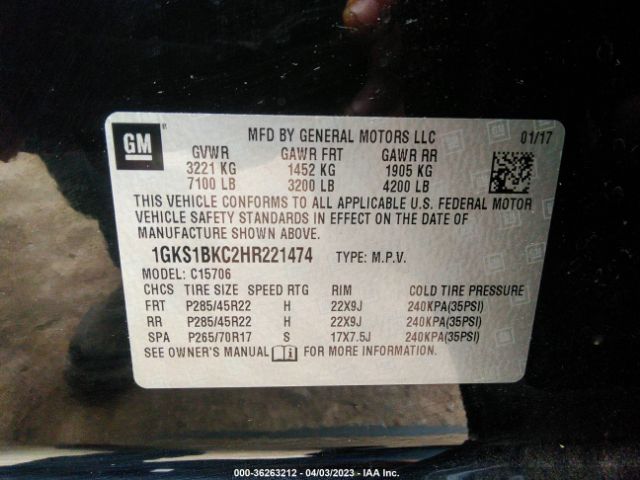 GM
MFD BY GENERAL MOTORS LLC 01/17
GVWR GAWR FRT GAWR RR
3221 KG 1452 KG 1905 KG
7100 LB 3200 LB 4200 LB
THIS VEHICLE CONFORMS TO ALL APPLICABLE U.S. FEDERAL MOTOR
VEHICLE SAFETY STANDARDS IN EFFECT ON THE DATE OF
MANUFACTURE SHOWN ABOVE.
1GKS1BKC2HR221474 TYPE: M.P.V.
MODEL: C15706
CHCS TIRE SIZE SPEED RTG RIM COLD TIRE PRESSURE
FRT P285/45R22 H 22X9J 240KPA(35PSI)
RR P285/45R22 H 22X9J 240KPA(35PSI)
SPA P265/70R17 S 17X7.5J 240KPA(35PSI)
SEE OWNER'S MANUAL FOR MORE INFORMATION.
000-36263212 - 04/03/2023 - IAA Inc.